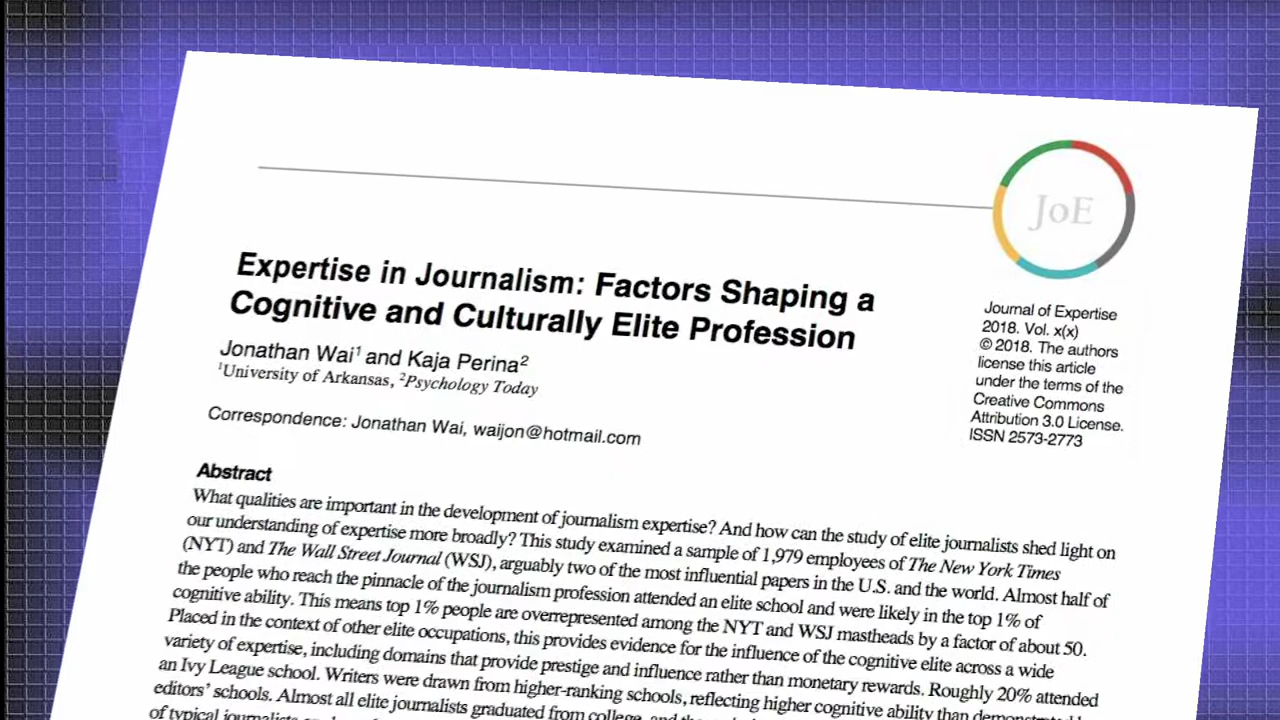 JoE
Expertise in Journalism: Factors Shaping a
Cognitive and Culturally Elite Profession
Jonathan Wai¹ and Kaja Perina²
¹University of Arkansas, ²Psychology Today
Correspondence: Jonathan Wai, waijon@hotmail.com
Journal of Expertise
2018. Vol. x(x)
© 2018. The authors
license this article
under the terms of the
Creative Commons
Attribution 3.0 License.
ISSN 2573-2773
Abstract
What qualities are important in the development of journalism expertise? And how can the study of elite journalists shed light on
our understanding of expertise more broadly? This study examined a sample of 1,979 employees of The New York Times
(NYT) and The Wall Street Journal (WSJ), arguably two of the most influential papers in the U.S. and the world. Almost half of
the people who reach the pinnacle of the journalism profession attended an elite school and were likely in the top 1% of
cognitive ability. This means top 1% people are overrepresented among the NYT and WSJ mastheads by a factor of about 50.
Placed in the context of other elite occupations, this provides evidence for the influence of the cognitive elite across a wide
variety of expertise, including domains that provide prestige and influence rather than monetary rewards. Roughly 20% attended
an Ivy League school. Writers were drawn from higher-ranking schools, reflecting higher cognitive ability than demonstrated by
editors' schools. Almost all elite journalists graduated from college, and the
of typical journalists